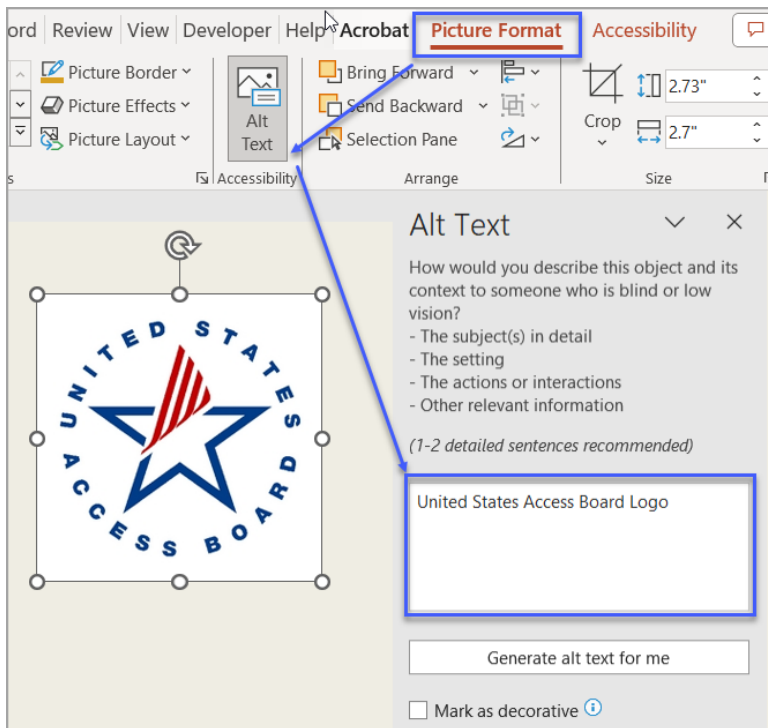 ord Review View Developer Help Acrobat Picture Format Accessibility
Picture Border
Picture Effects
Picture Layout
Alt
Text
Bring Forward
Send Backward
Selection Pane
Crop
2.73"
2.7"
s
Accessibility
Arrange
Size
UNITED STATES
ACCESS BOARD
Alt Text
How would you describe this object and its
context to someone who is blind or low
vision?
- The subject(s) in detail
- The setting
- The actions or interactions
- Other relevant information
(1-2 detailed sentences recommended)
United States Access Board Logo
Generate alt text for me
Mark as decorative